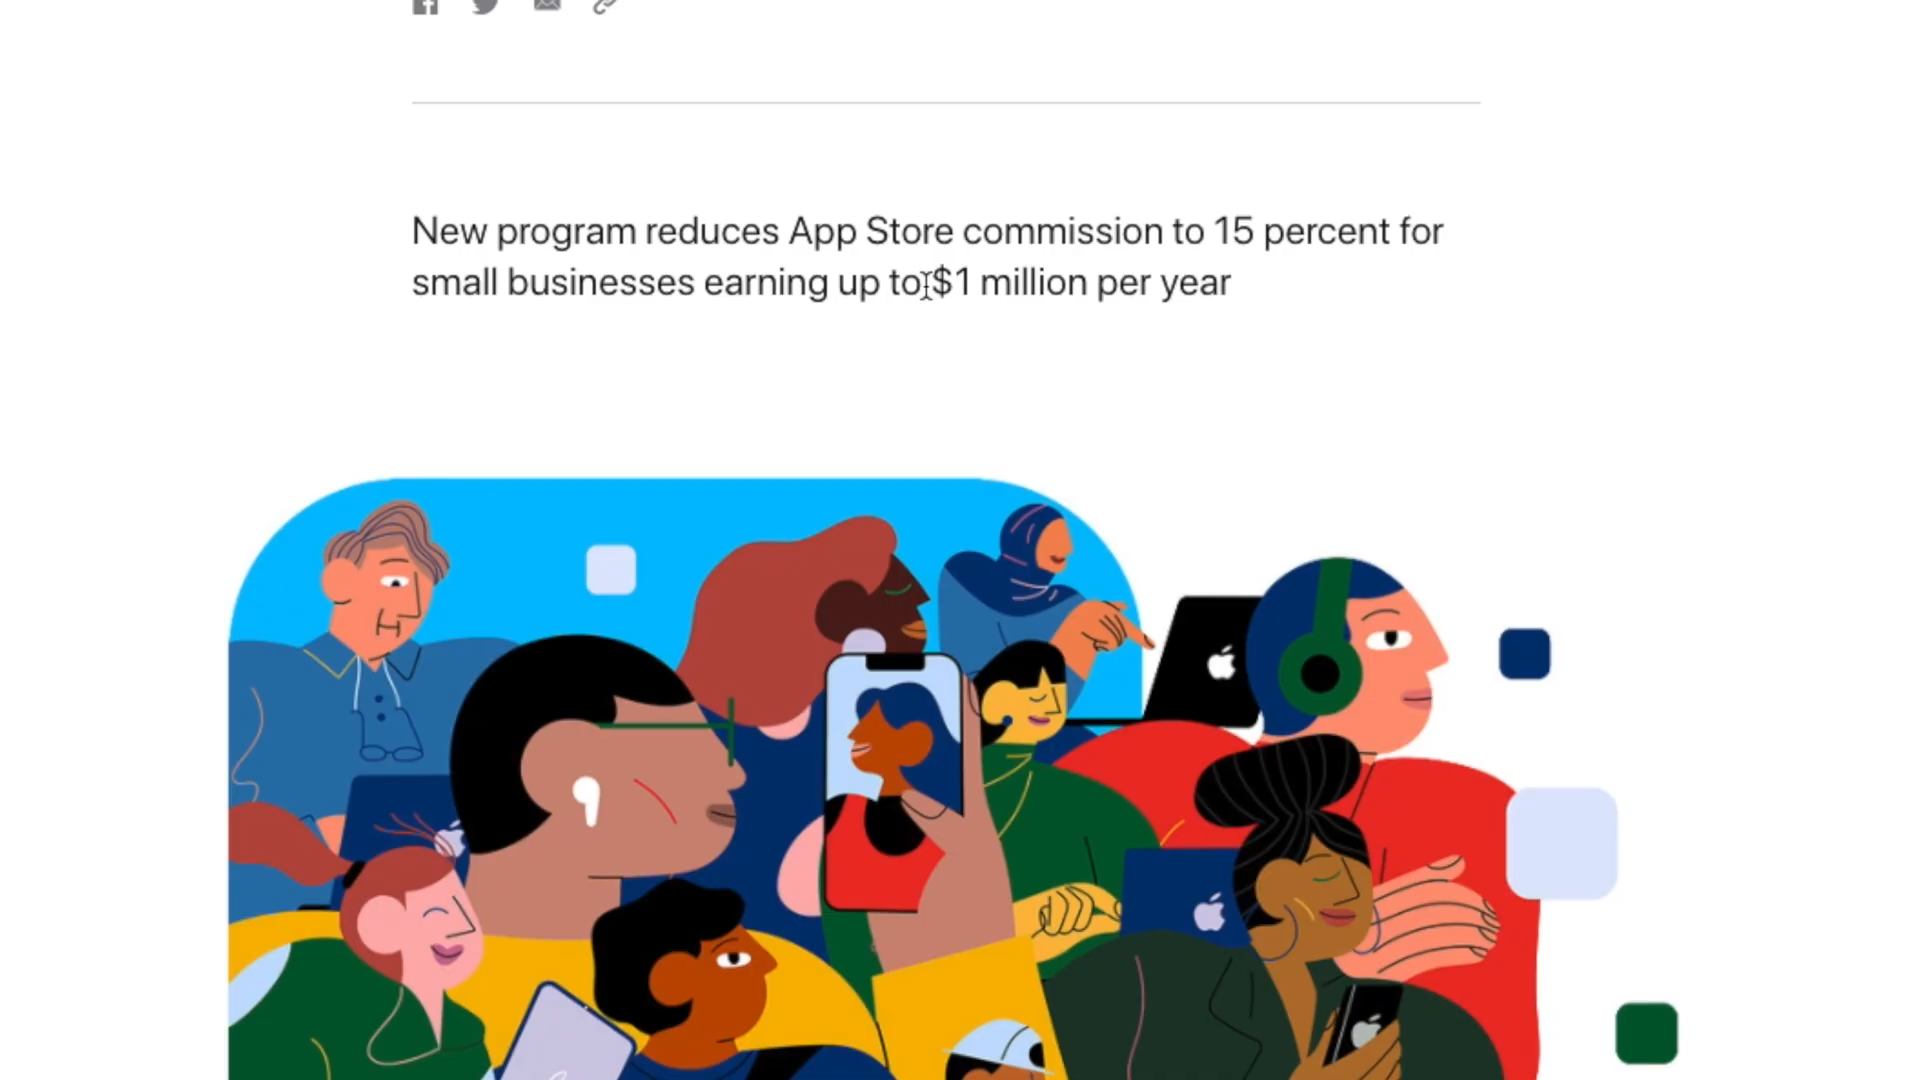 New program reduces App Store commission to 15 percent for
small businesses earning up to $1 million per year